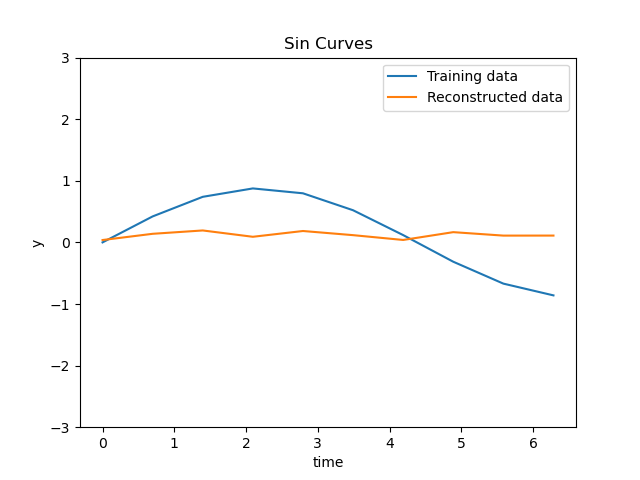 Sin Curves
Training data
Reconstructed data
3
2
1
0
−1
−2
−3
y
0 1 2 3 4 5 6
time